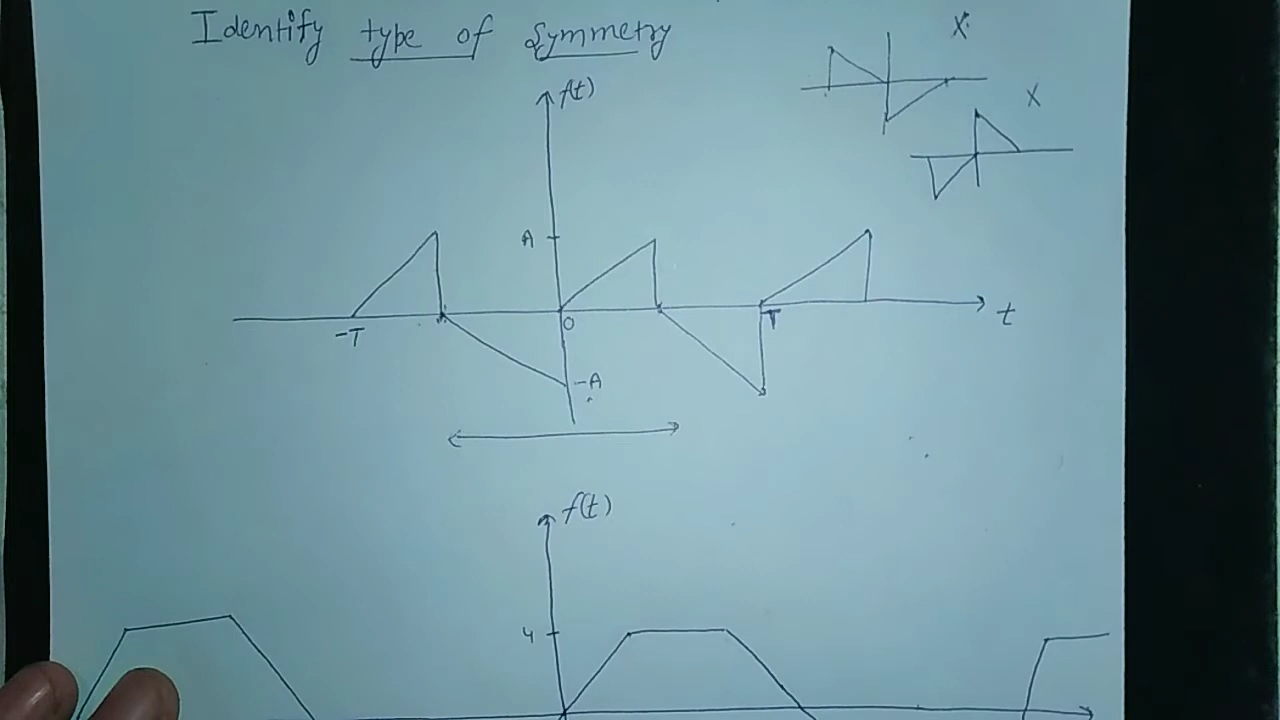 Identify type of Symmetry
X
f(t)
X
A
-T
0
T
t
-A
f(t)
4